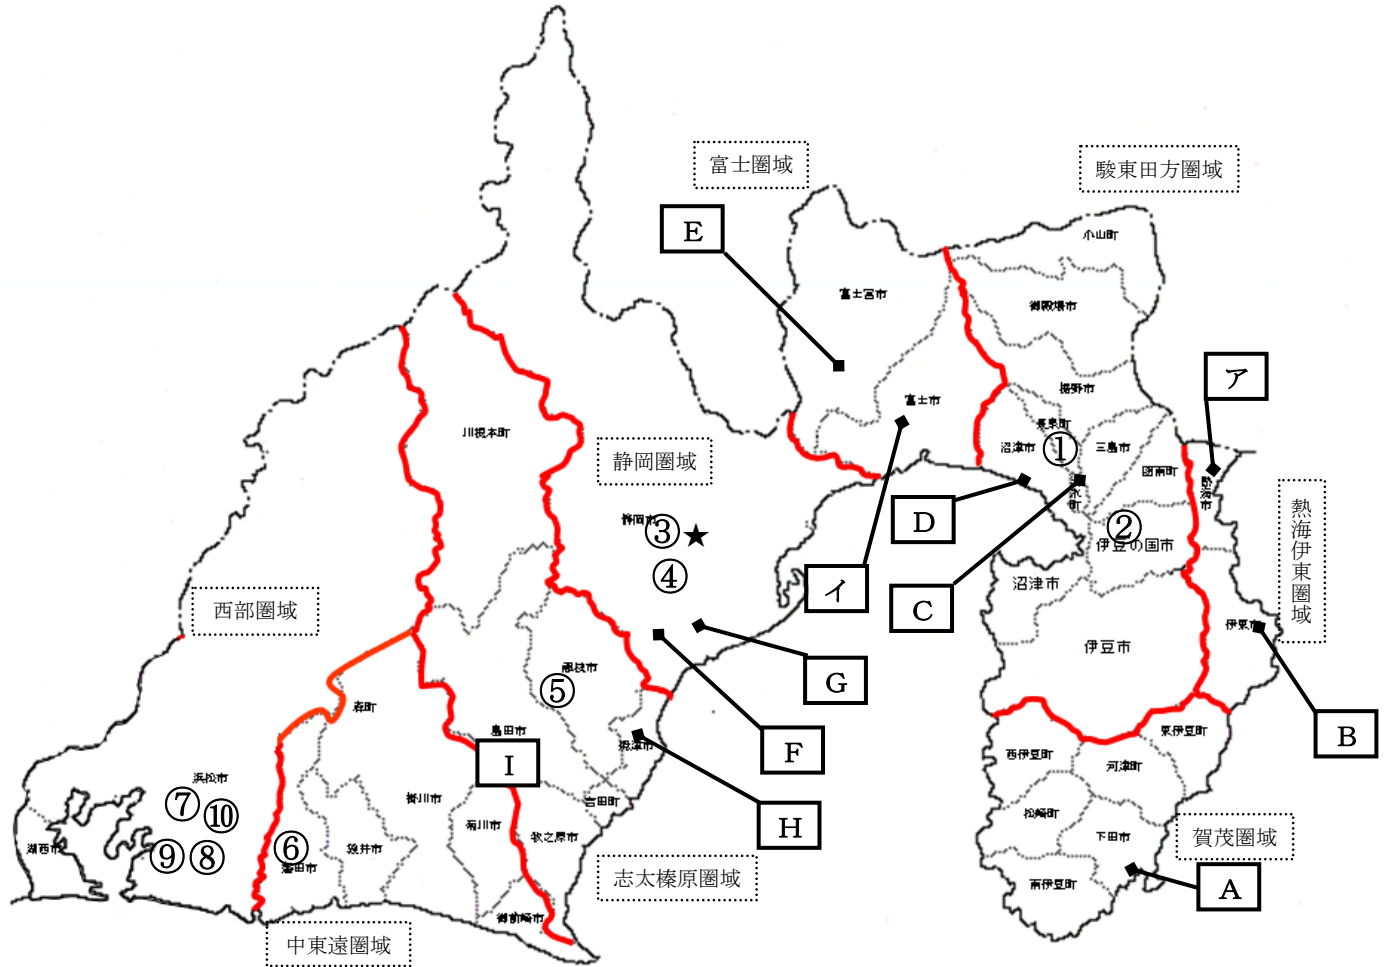 富士圏域
駿東田方圏域
E
小山町
富士宮市
御殿場市
ア
裾野市
富士市
長泉町
川根本町
沼津市
①
三島市
函南町
静岡圏域
熱海市
D
静岡市
③
★
②
伊豆の国市
熱海伊東圏域
④
イ
C
沼津市
西部圏域
伊東市
伊豆市
藤枝市
⑤
G
森町
島田市
焼津市
F
B
東伊豆町
西伊豆町
I
河津町
浜松市
掛川市
吉田町
⑦
⑩
菊川市
牧之原市
H
松崎町
下田市
賀茂圏域
湖西市
⑨
⑧
⑥
磐田市
袋井市
志太榛原圏域
南伊豆町
A
御前崎市
中東遠圏域